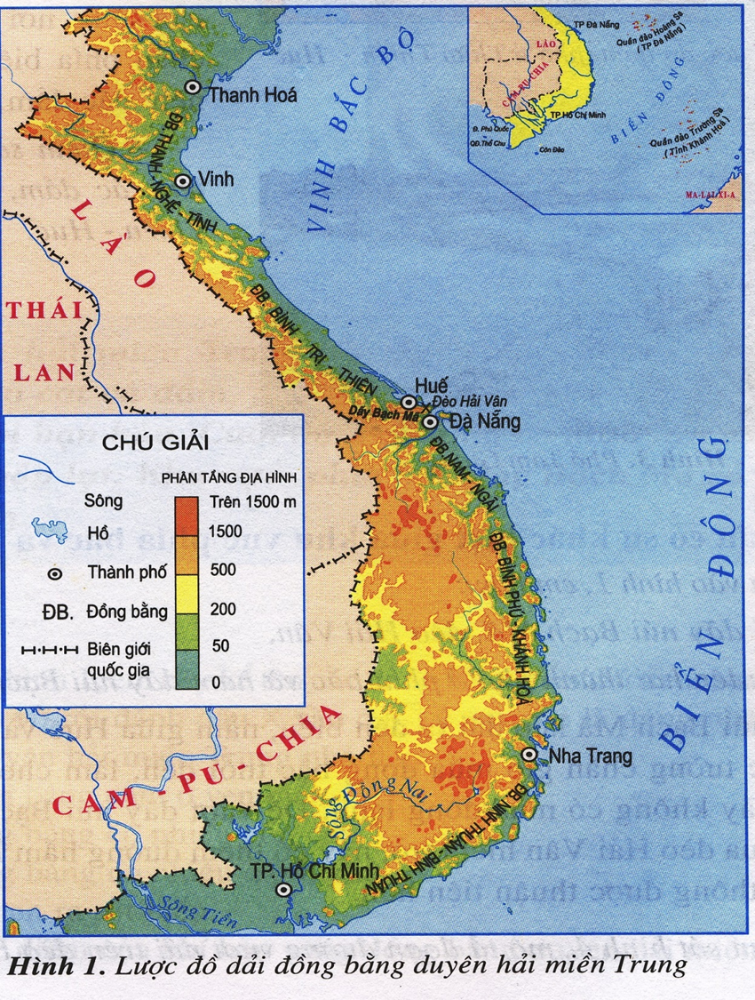 Thanh Hoá
ĐB THANH - NGHỆ - TĨNH
Vinh
VỊNH BẮC BỘ
TP Đà Nẵng
Quần đảo Hoàng Sa
(TP Đà Nẵng)
LÀO
CAM-PU-CHIA
TP Hồ Chí Minh
BIỂN ĐÔNG
Đ. Phú Quốc
QĐ.Thổ Chu
Côn Đảo
Quần đảo Trường Sa
(Tỉnh Khánh Hoà)
MA-LAI-XI-A
LÀO
THÁI
LAN
ĐB. BÌNH - TRỊ - THIÊN
Huế
Đèo Hải Vân
Dãy Bạch Mã
Đà Nẵng
ĐB NAM-NGÃI
ĐB. BÌNH PHÚ - KHÁNH HOÀ
BIỂN ĐÔNG
CHÚ GIẢI
PHÂN TẦNG ĐỊA HÌNH
Sông
Trên 1500 m
Hồ
1500
Thành phố
500
ĐB. Đồng bằng
200
Biên giới
quốc gia
50
0
CAM - PU - CHIA
Nha Trang
Sông Đồng Nai
ĐB NINH THUẬN - BÌNH THUẬN
TP. Hồ Chí Minh
Sông Tiền
Hình 1. Lược đồ dải đồng bằng duyên hải miền Trung